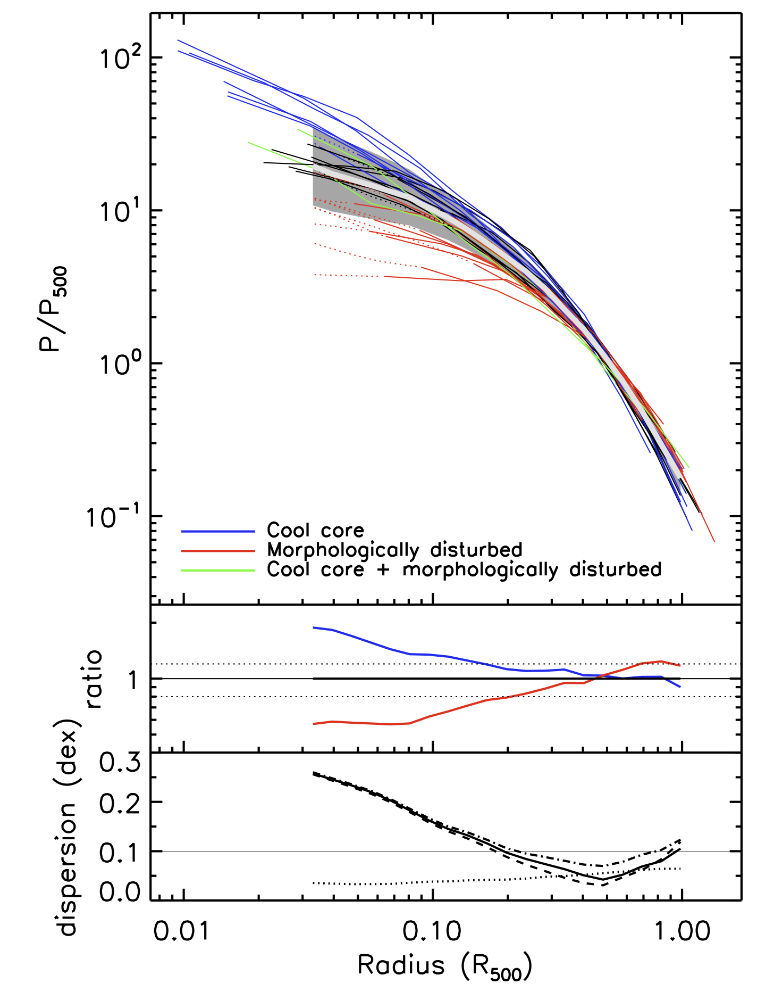 10²
10¹
10⁰
10⁻¹
P/P₅₀₀
Cool core
Morphologically disturbed
Cool core + morphologically disturbed
1
ratio
0.3
0.2
0.1
0.0
dispersion (dex)
0.01 0.10 1.00
Radius (R₅₀₀)